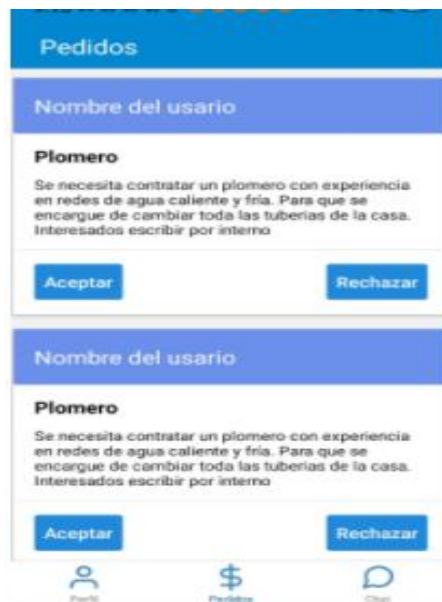 Pedidos
Nombre del usario
Plomero
Se necesita contratar un plomero con experiencia
en redes de agua caliente y fría. Para que se
encargue de cambiar toda las tuberias de la casa.
Interesados escribir por interno
Aceptar Rechazar
Nombre del usario
Plomero
Se necesita contratar un plomero con experiencia
en redes de agua caliente y fría. Para que se
encargue de cambiar toda las tuberias de la casa.
Interesados escribir por interno
Aceptar Rechazar
Perfil Pedidos Chat